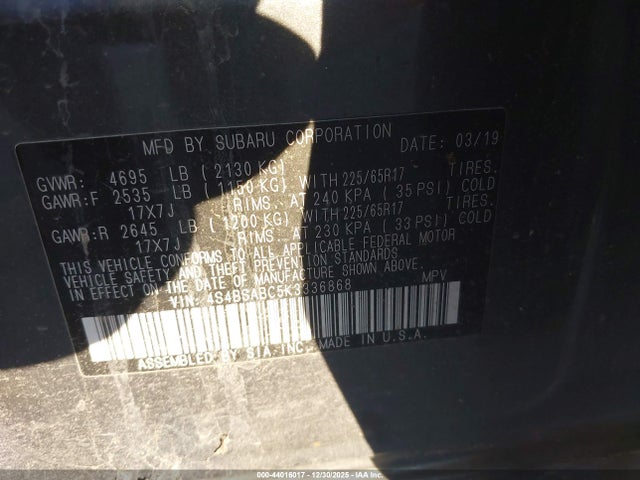 MFD BY SUBARU CORPORATION DATE: 03/19
GVWR: 4695 LB (2130 KG)
GAWR:F 2535 LB (1150 KG) WITH 225/65R17 TIRES.
17X7J RIMS. AT 240 KPA (35 PSI) COLD
GAWR:R 2645 LB (1200 KG) WITH 225/65R17 TIRES.
17X7J RIMS. AT 230 KPA (33 PSI) COLD
THIS VEHICLE CONFORMS TO ALL APPLICABLE FEDERAL MOTOR
VEHICLE SAFETY AND THEFT PREVENTION STANDARDS
IN EFFECT ON THE DATE OF MANUFACTURE SHOWN ABOVE.
VIN: 4S4BSABC5K3336868 MPV
ASSEMBLED BY SIA.INC. MADE IN U.S.A.
000-44016017 - 12/30/2025 - IAAI.COM